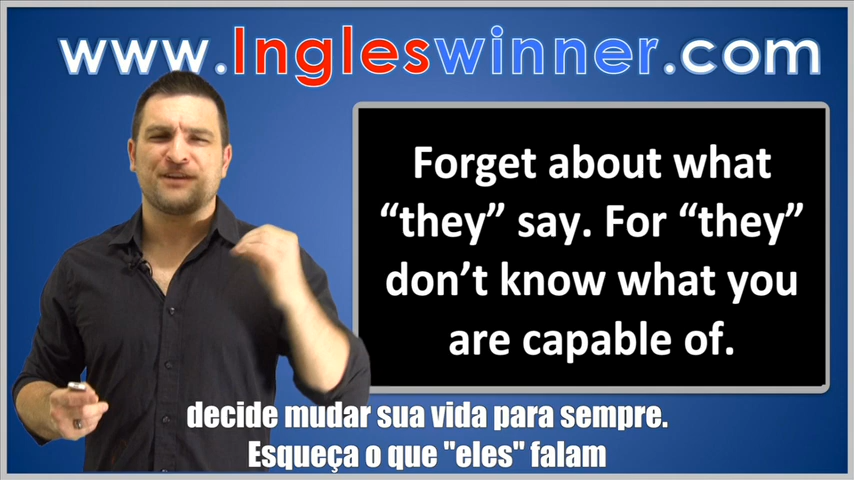 www.Ingleswinner.com
Forget about what
“they” say. For “they”
don’t know what you
are capable of.
decide mudar sua vida para sempre.
Esqueça o que "eles" falam